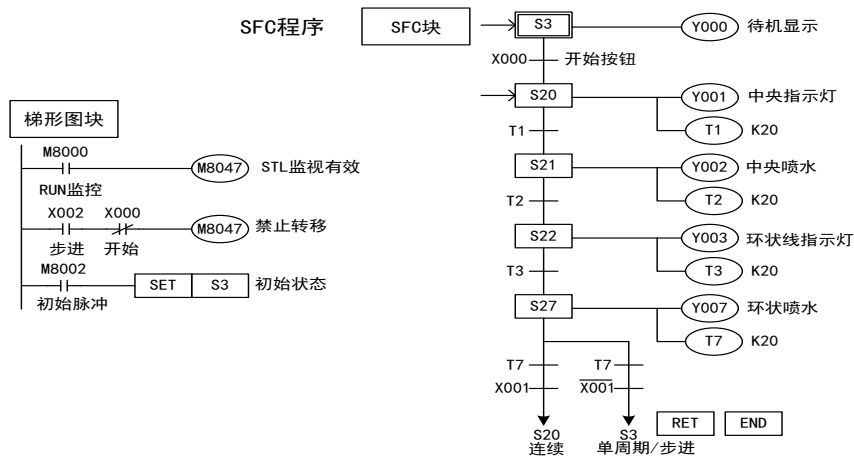 SFC程序
SFC块
S3
Y000
待机显示
X000
开始按钮
S20
Y001
中央指示灯
T1
K20
T1
S21
Y002
中央喷水
T2
K20
T2
S22
Y003
环状线指示灯
T3
K20
T3
S27
Y007
环状喷水
T7
K20
T7
X001
T7
X001
S20
连续
S3
单周期/步进
RET
END
梯形图块
M8000
M8047
STL监视有效
RUN监控
X002
X000
M8047
禁止转移
步进
开始
M8002
SET
S3
初始状态
初始脉冲